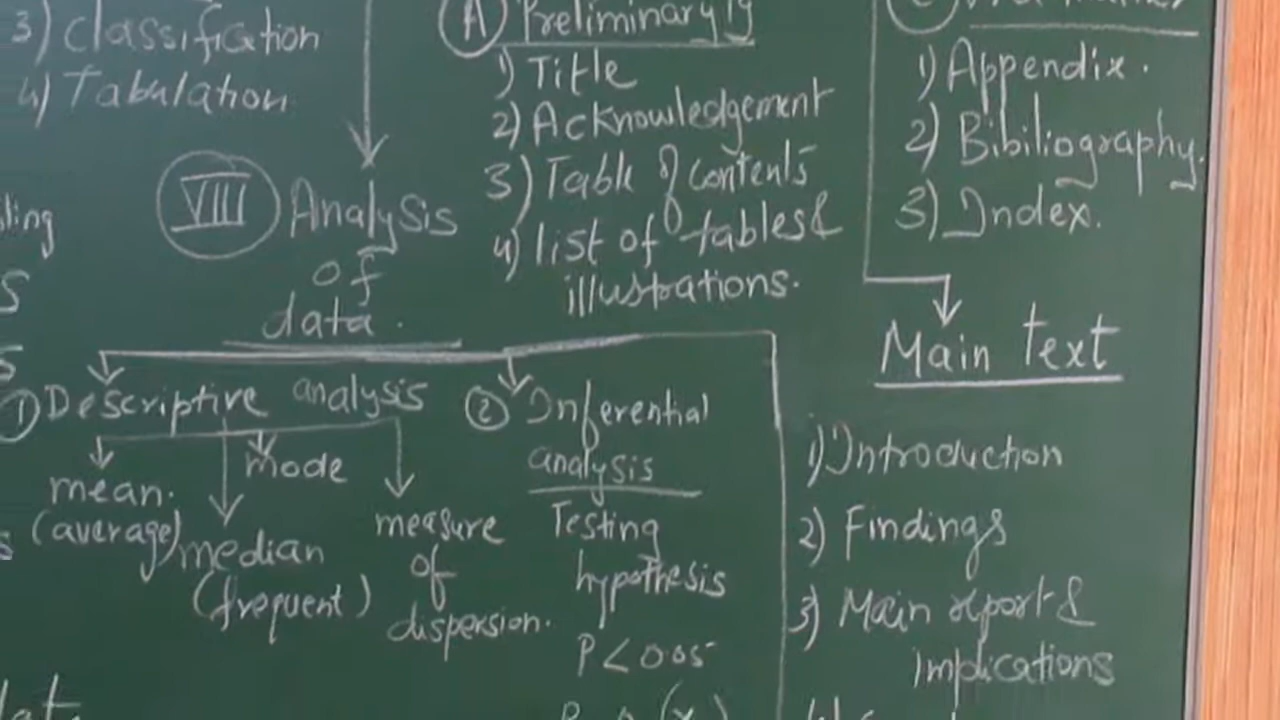 3) Classification
4) Tabulation
VIII Analysis
of
data.
1 Descriptive analysis
mean.
(average)
median
(frequent)
mode
measure
of
dispersion.
2 Inferential
analysis
Testing
hypothesis
P < 0.05
A Preliminary
1) Title
2) Acknowledgement
3) Table of contents
4) list of tables &
illustrations.
1) Appendix.
2) Bibiliography.
3) Index.
Main text
1) Introduction
2) Findings
3) Main report &
implications